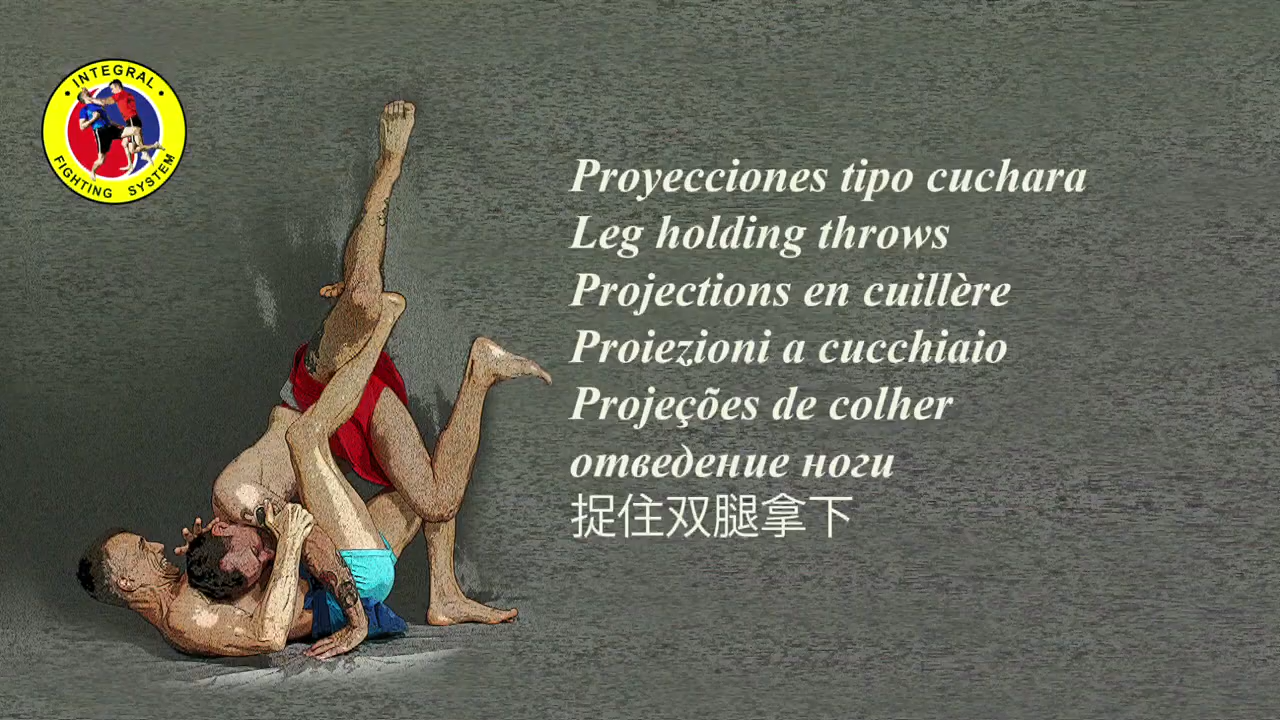 INTEGRAL
FIGHTING SYSTEM
Proyecciones tipo cuchara
Leg holding throws
Projections en cuillère
Proiezioni a cucchiaio
Projeções de colher
отведение ноги
捉住双腿拿下